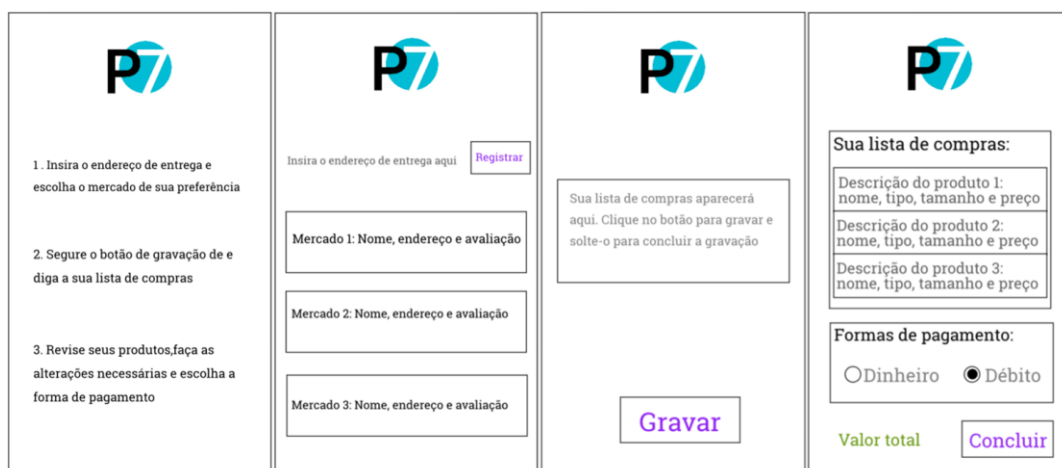 P7
1. Insira o endereço de entrega e
escolha o mercado de sua preferência
2. Segure o botão de gravação de e
diga a sua lista de compras
3. Revise seus produtos,faça as
alterações necessárias e escolha a
forma de pagamento
P7
Insira o endereço de entrega aqui
Registrar
Mercado 1: Nome, endereço e avaliação
Mercado 2: Nome, endereço e avaliação
Mercado 3: Nome, endereço e avaliação
P7
Sua lista de compras aparecerá
aqui. Clique no botão para gravar e
solte-o para concluir a gravação
Gravar
P7
Sua lista de compras:
Descrição do produto 1:
nome, tipo, tamanho e preço
Descrição do produto 2:
nome, tipo, tamanho e preço
Descrição do produto 3:
nome, tipo, tamanho e preço
Formas de pagamento:
Dinheiro
Débito
Valor total
Concluir